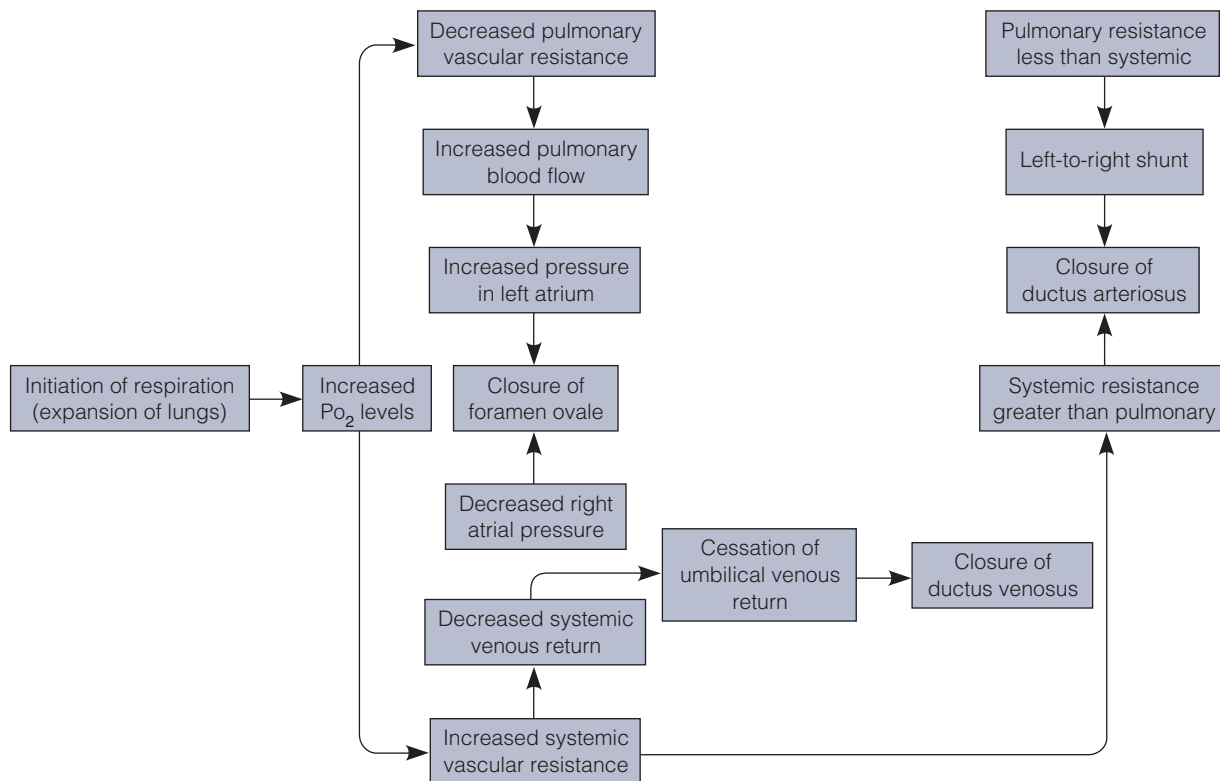 Decreased pulmonary
vascular resistance
Pulmonary resistance
less than systemic
Increased pulmonary
blood flow
Left-to-right shunt
Increased pressure
in left atrium
Closure of
ductus arteriosus
Initiation of respiration
(expansion of lungs)
Increased
Po2 levels
Closure of
foramen ovale
Systemic resistance
greater than pulmonary
Decreased right
atrial pressure
Cessation of
umbilical venous
return
Closure of
ductus venosus
Decreased systemic
venous return
Increased systemic
vascular resistance